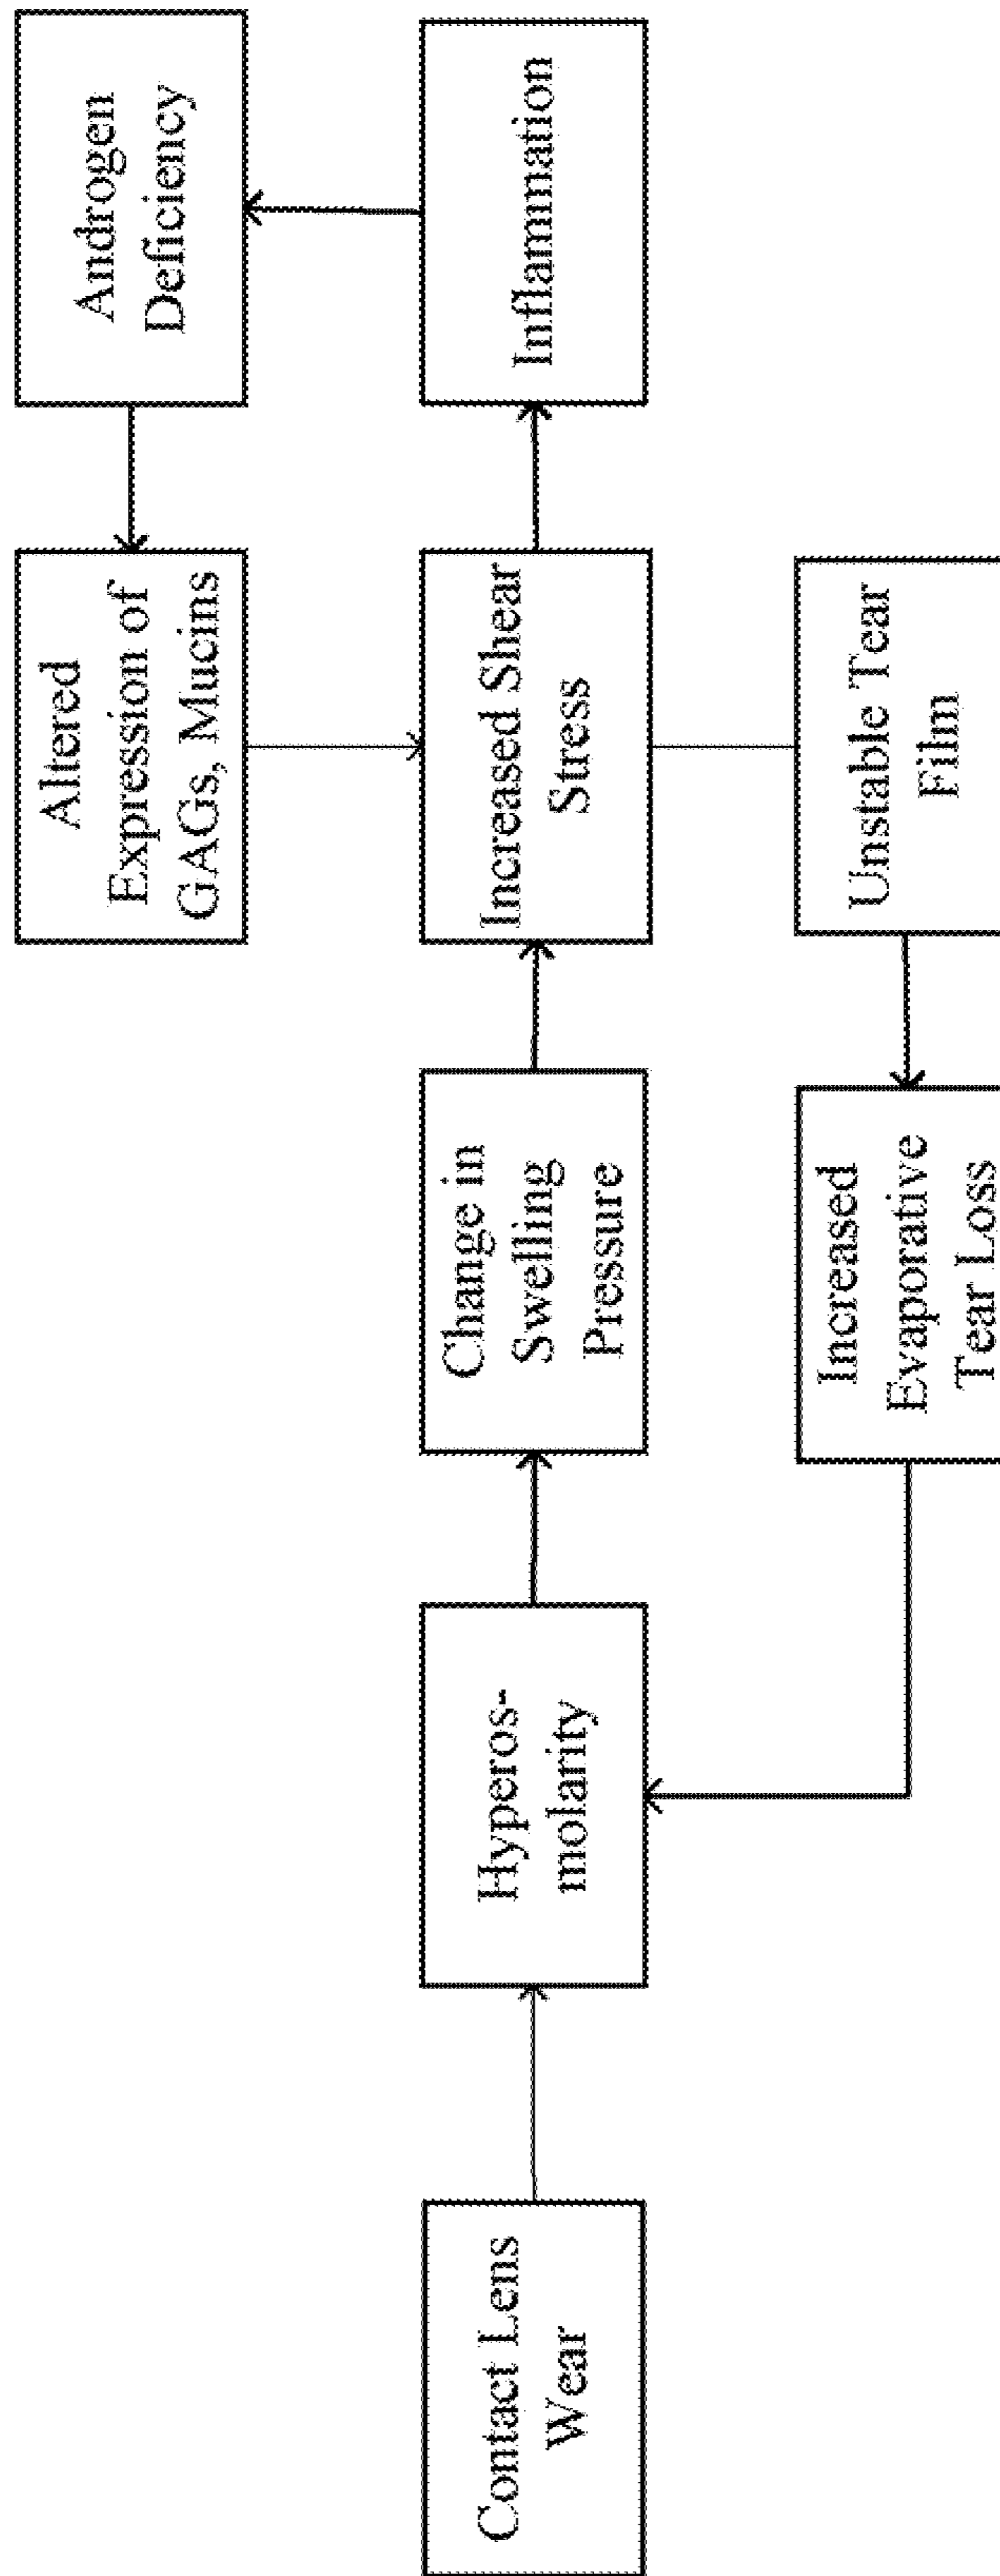 Altered
Expression of
GAGs, Mucins
Androgen
Deficiency
Contact Lens
Wear
Hyperos-
molarity
Change in
Swelling
Pressure
Increased Shear
Stress
Inflammation
Increased
Evaporative
Tear Loss
Unstable Tear
Film